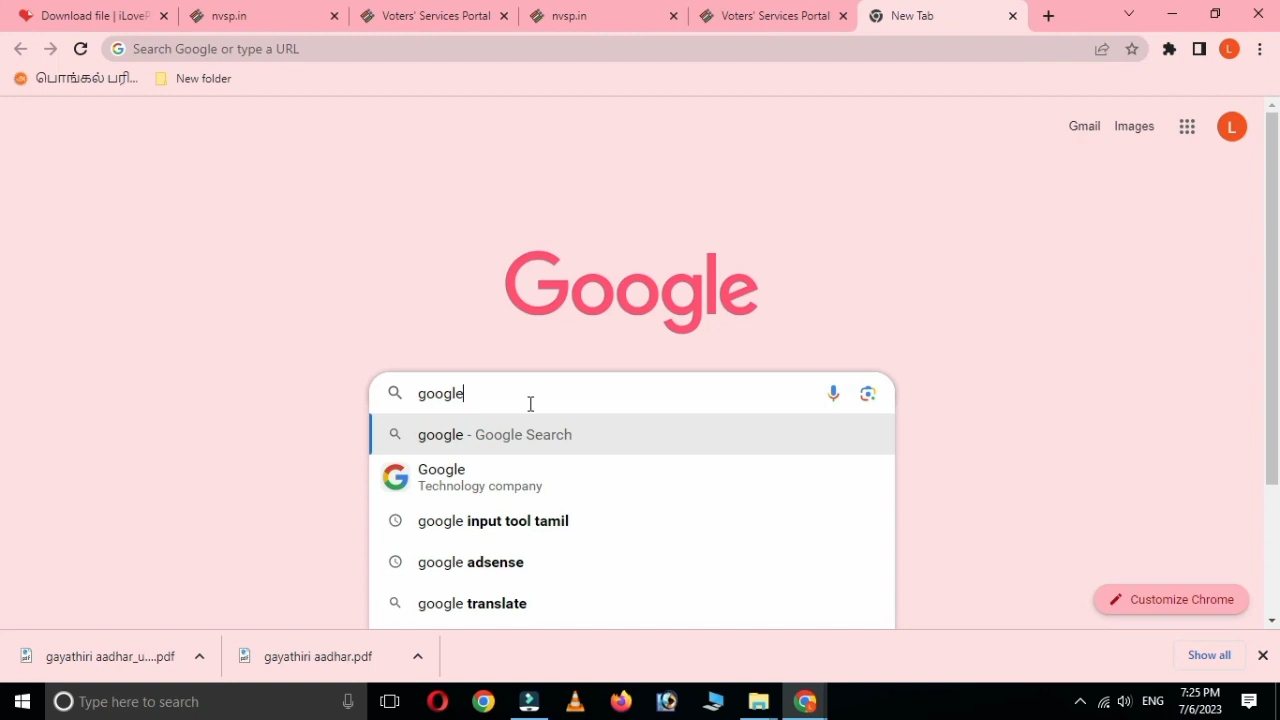 Download file | iLoveP
nvsp.in
Voters' Services Portal
nvsp.in
Voters' Services Portal
New Tab
Search Google or type a URL
L
பொங்கல் பரி...
New folder
Gmail
Images
L
Google
google
google - Google Search
Google
Technology company
google input tool tamil
google adsense
google translate
Customize Chrome
gayathiri aadhar_u....pdf
gayathiri aadhar.pdf
Show all
Type here to search
ENG
7:25 PM
7/6/2023